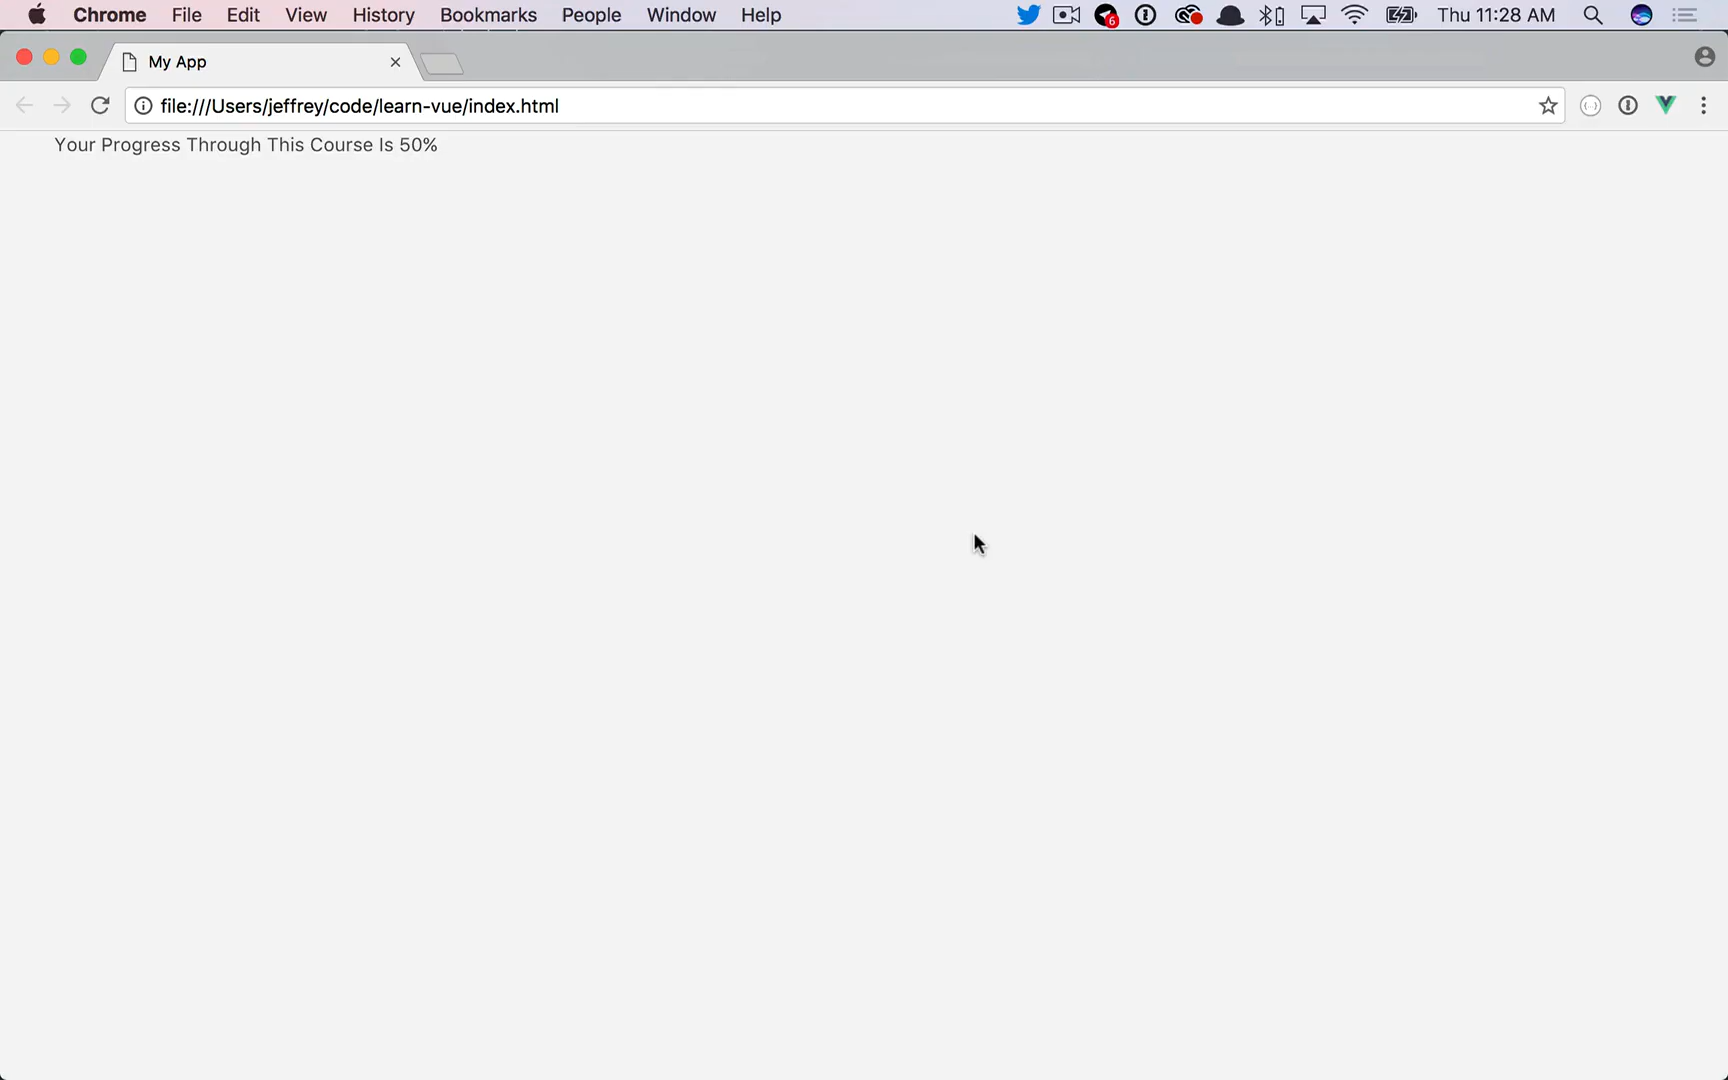 Chrome File Edit View History Bookmarks People Window Help 6 Thu 11:28 AM
My App
file:///Users/jeffrey/code/learn-vue/index.html
Your Progress Through This Course Is 50%